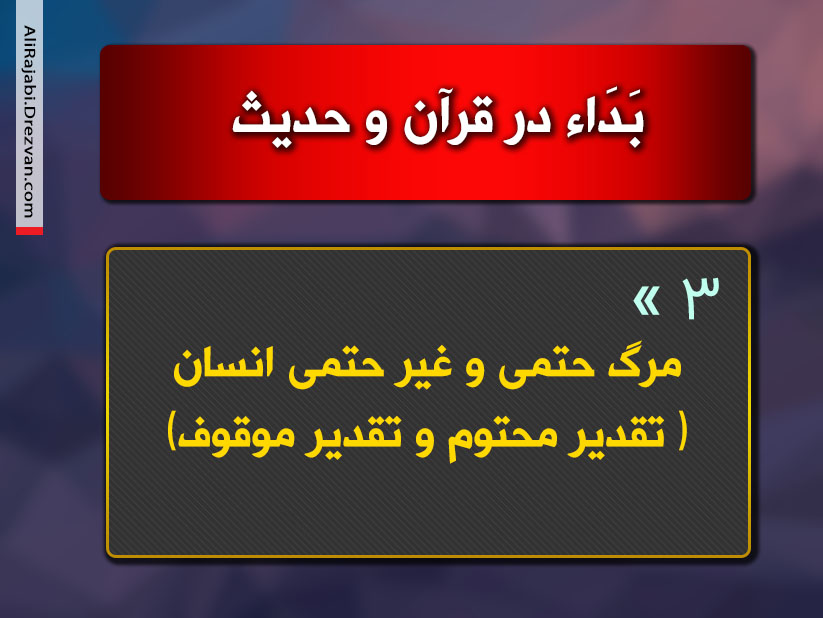 بَدَاء در قرآن و حدیث
۳ »
مرگ حتمی و غیر حتمی انسان
( تقدیر محتوم و تقدیر موقوف)
AliRajabi.Drezvan.com